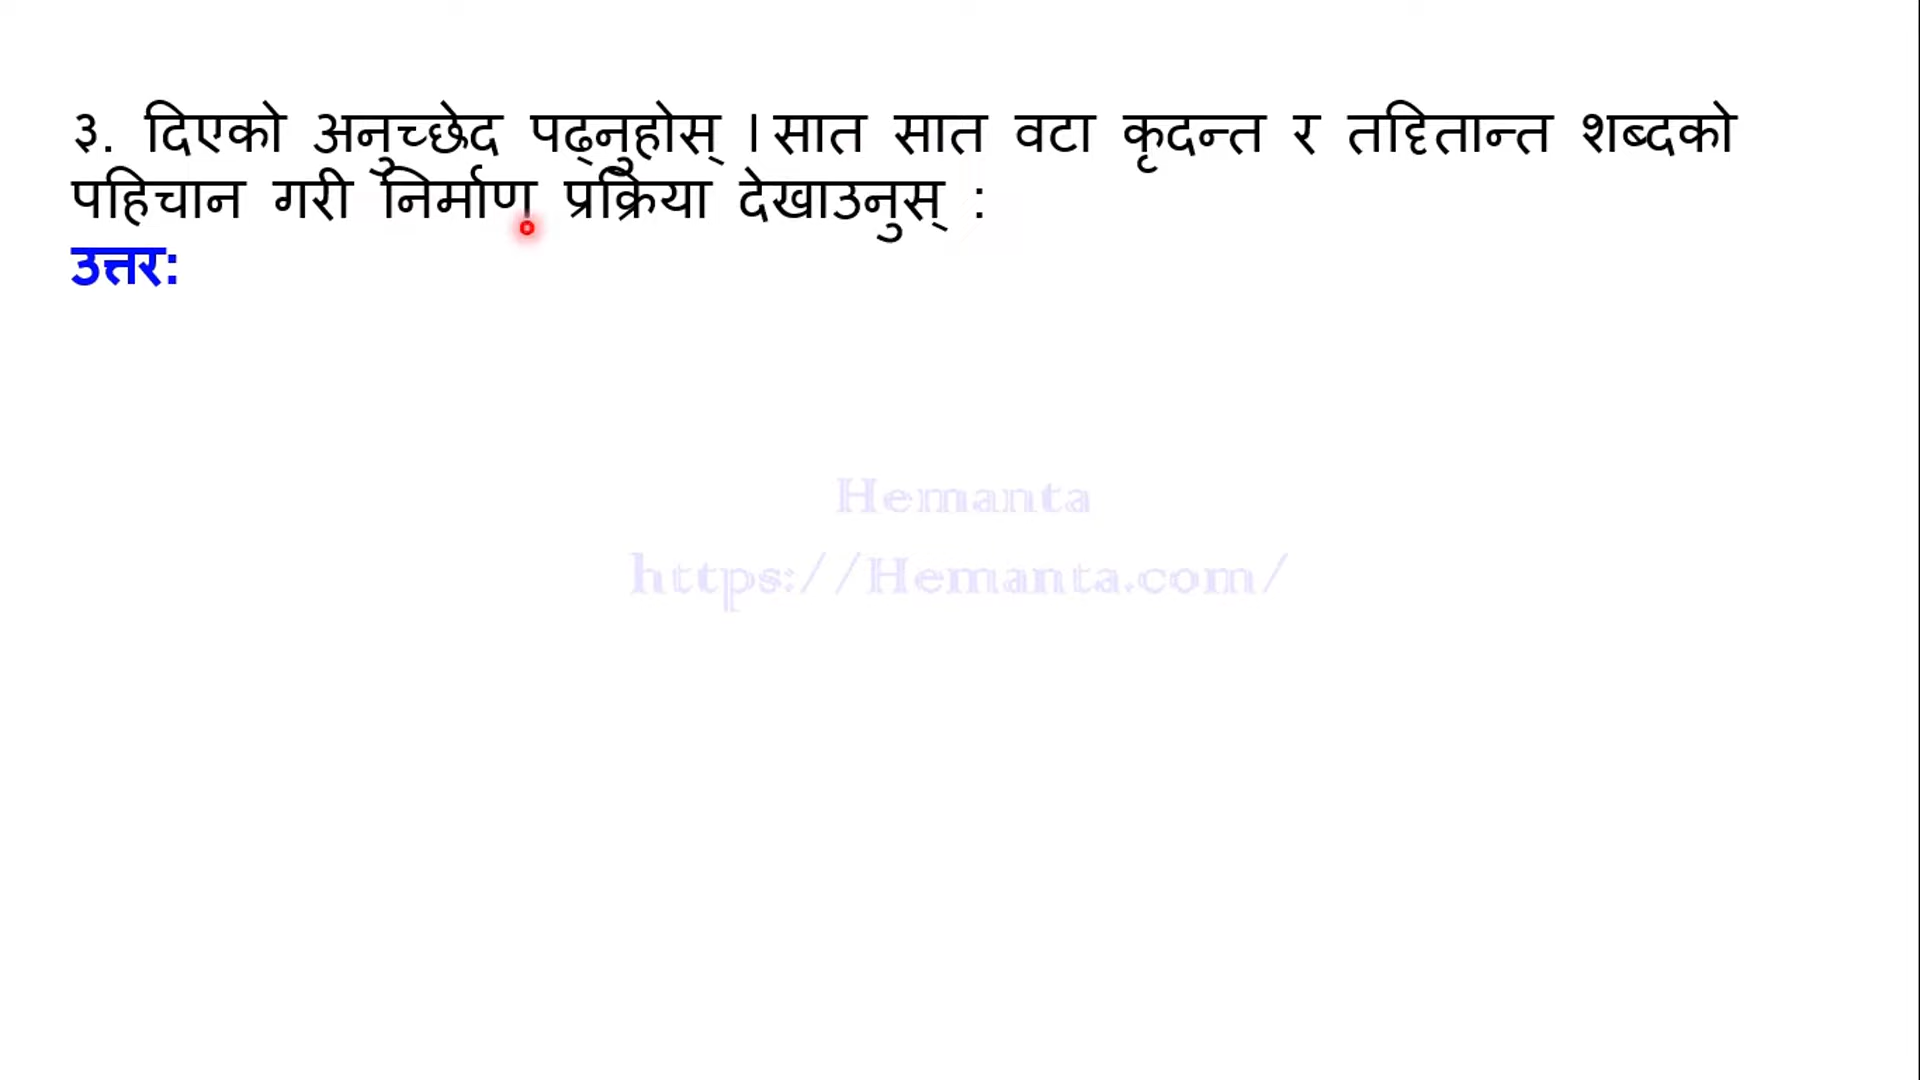 ३. दिएको अनुच्छेद पढ्नुहोस् । सात सात वटा कृदन्त र तद्दितान्त शब्दको
पहिचान गरी निर्माण प्रक्रिया देखाउनुस् :
उत्तर:
Hemanta
https://Hemanta.com/